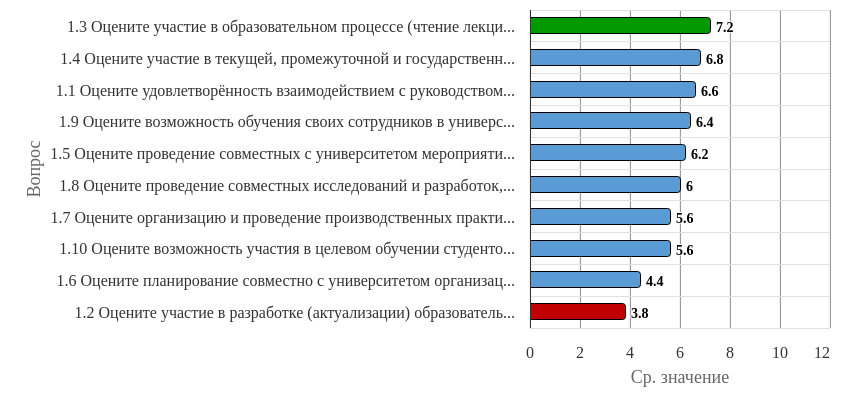 1.3 Оцените участие в образовательном процессе (чтение лекци... 7.2
1.4 Оцените участие в текущей, промежуточной и государственн... 6.8
1.1 Оцените удовлетворённость взаимодействием с руководством... 6.6
1.9 Оцените возможность обучения своих сотрудников в универс... 6.4
1.5 Оцените проведение совместных с университетом мероприяти... 6.2
1.8 Оцените проведение совместных исследований и разработок,... 6
1.7 Оцените организацию и проведение производственных практи... 5.6
1.10 Оцените возможность участия в целевом обучении студенто... 5.6
1.6 Оцените планирование совместно с университетом организац... 4.4
1.2 Оцените участие в разработке (актуализации) образователь... 3.8
Вопрос
0 2 4 6 8 10 12
Ср. значение